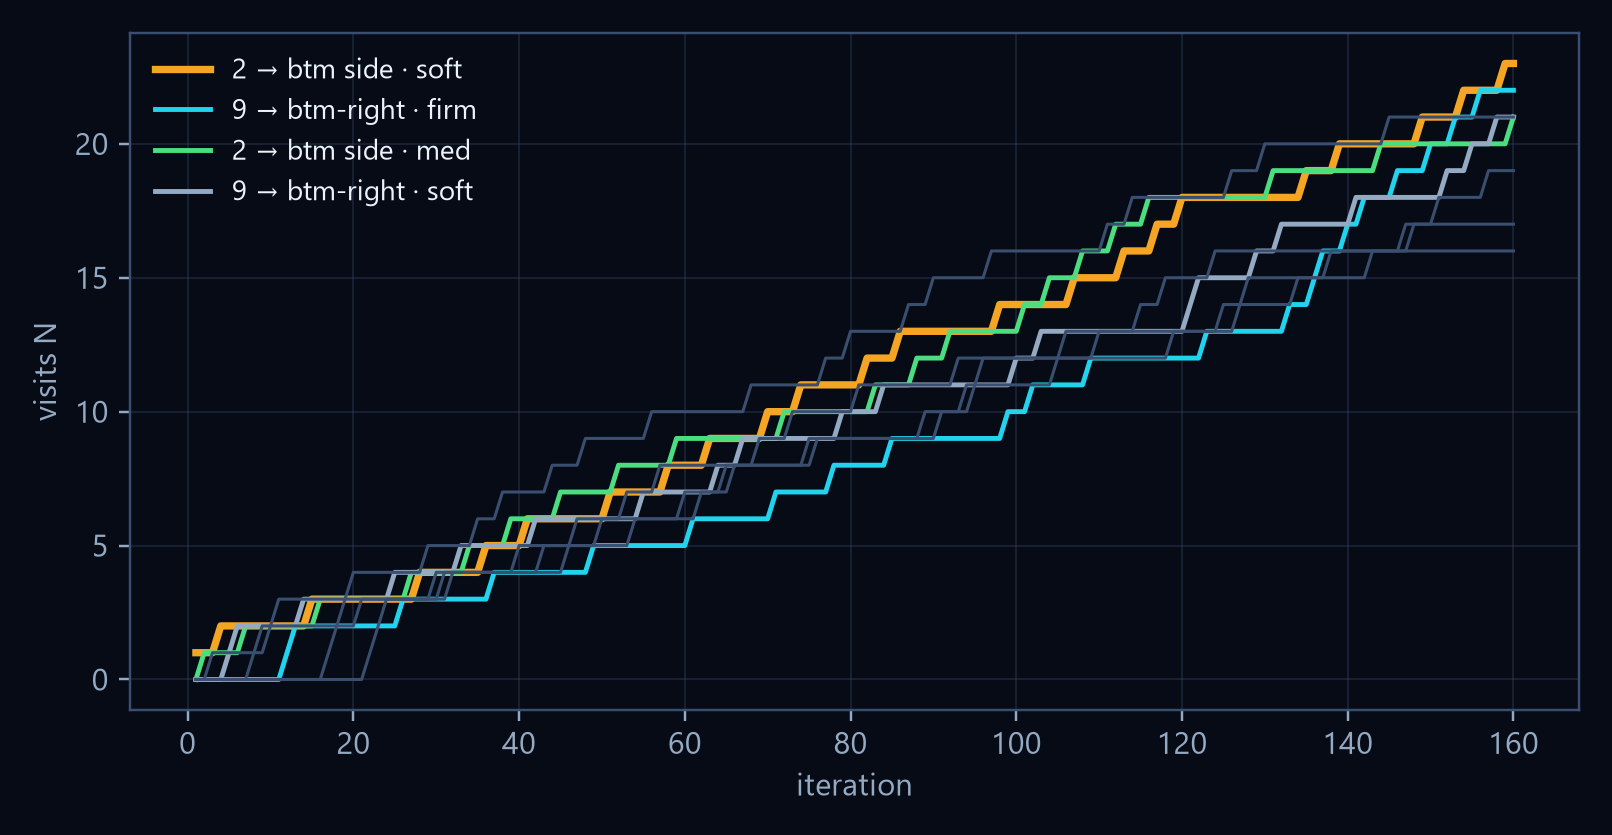 2 → btm side · soft
9 → btm-right · firm
2 → btm side · med
9 → btm-right · soft
20
15
10
5
0
visits N
0 20 40 60 80 100 120 140 160
iteration